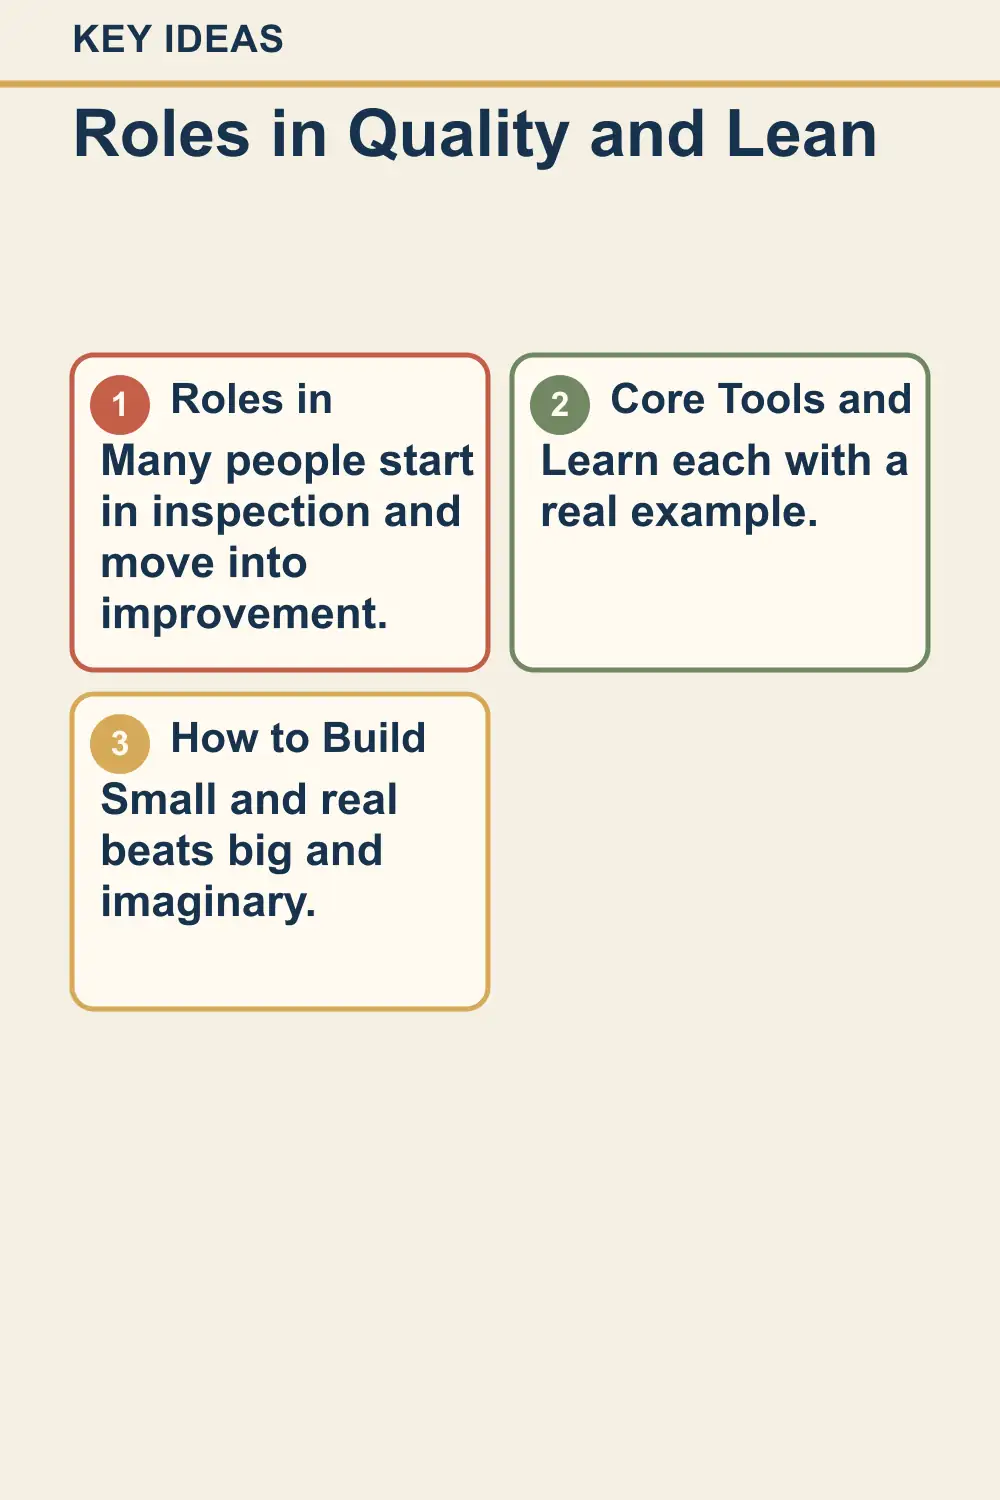 KEY IDEAS
Roles in Quality and Lean
1 Roles in
Many people start
in inspection and
move into
improvement.
2 Core Tools and
Learn each with a
real example.
3 How to Build
Small and real
beats big and
imaginary.